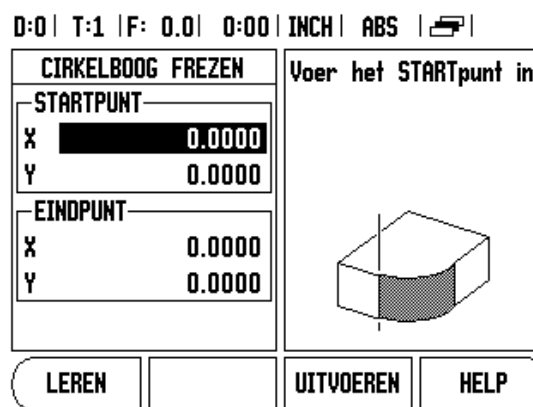 D:0 | T:1 | F: 0.0 | 0:00 | INCH | ABS |
CIRKELBOOG FREZEN
Voer het STARTpunt in
STARTPUNT
X 0.0000
Y 0.0000
EINDPUNT
X 0.0000
Y 0.0000
LEREN
UITVOEREN
HELP